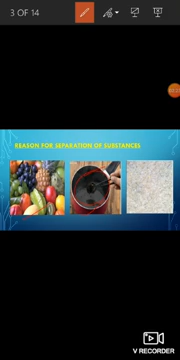 3 OF 14
REASON FOR SEPARATION OF SUBSTANCES
V RECORDER